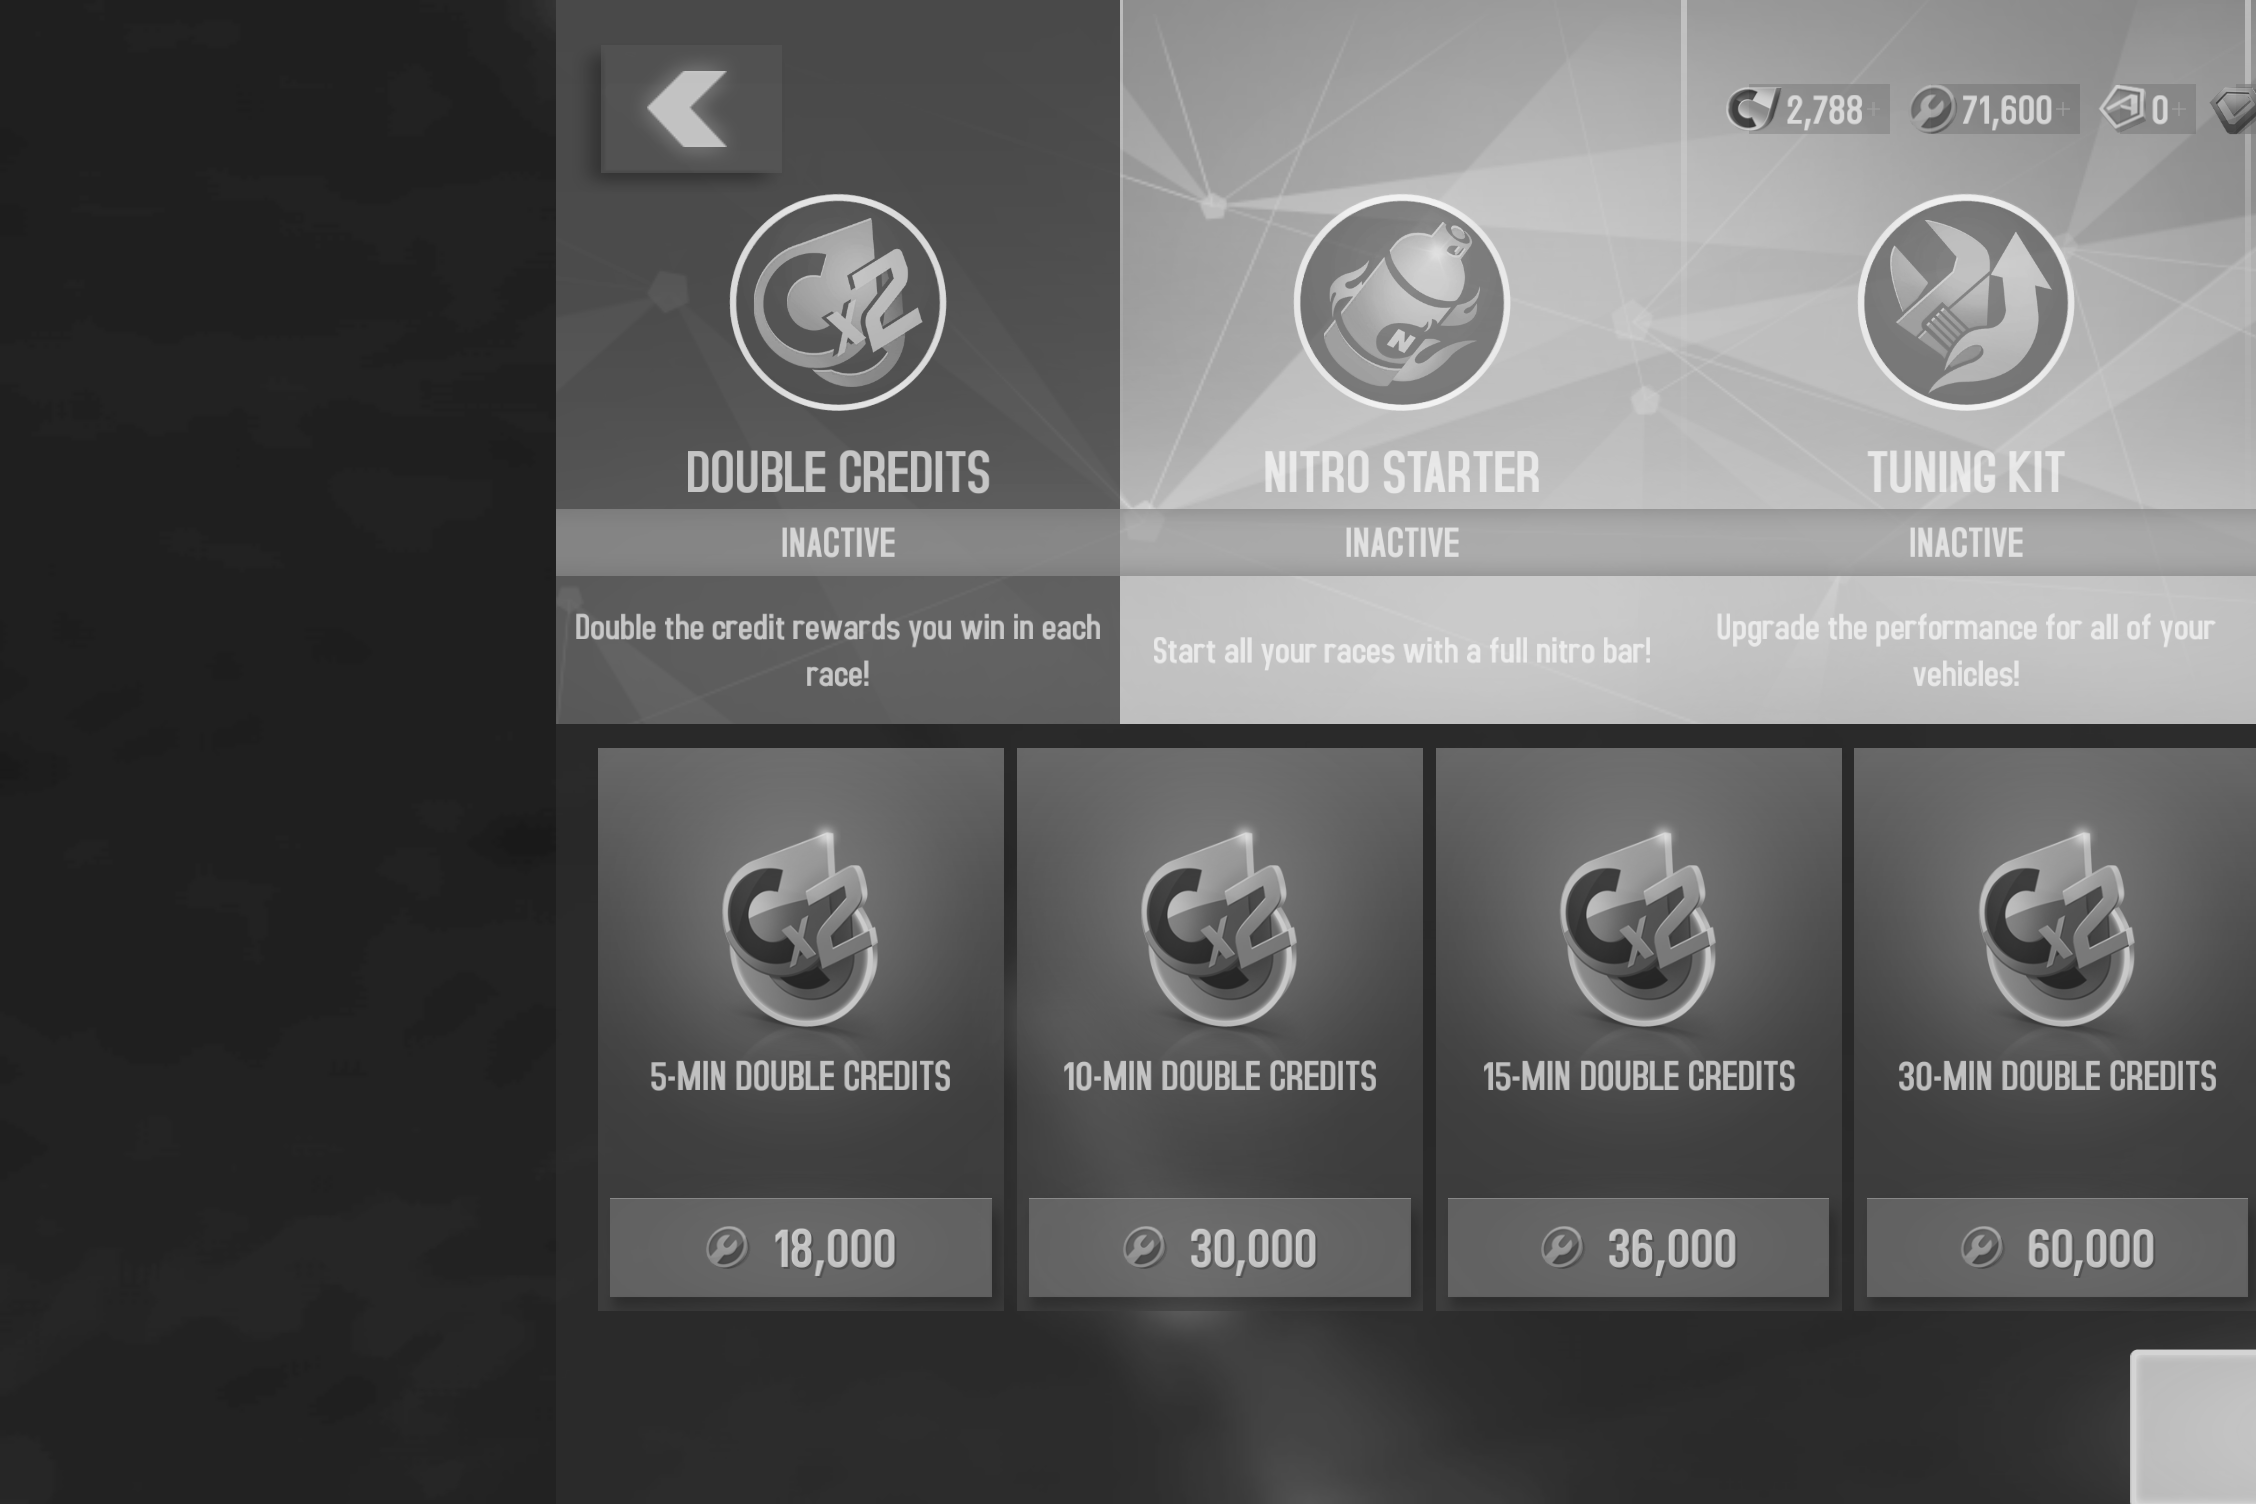 2,788+
71,600+
0+
DOUBLE CREDITS
NITRO STARTER
TUNING KIT
INACTIVE
INACTIVE
INACTIVE
Double the credit rewards you win in each
race!
Start all your races with a full nitro bar!
Upgrade the performance for all of your
vehicles!
5-MIN DOUBLE CREDITS
10-MIN DOUBLE CREDITS
15-MIN DOUBLE CREDITS
30-MIN DOUBLE CREDITS
18,000
30,000
36,000
60,000